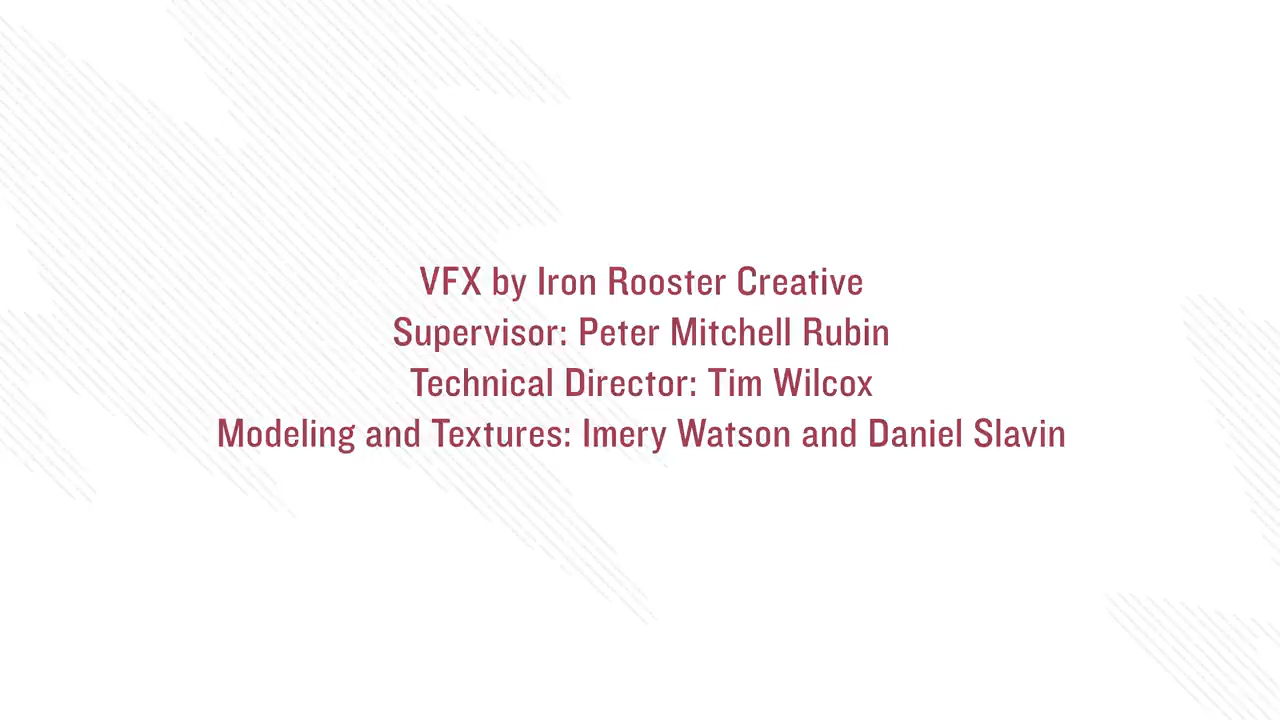 VFX by Iron Rooster Creative
Supervisor: Peter Mitchell Rubin
Technical Director: Tim Wilcox
Modeling and Textures: Imery Watson and Daniel Slavin